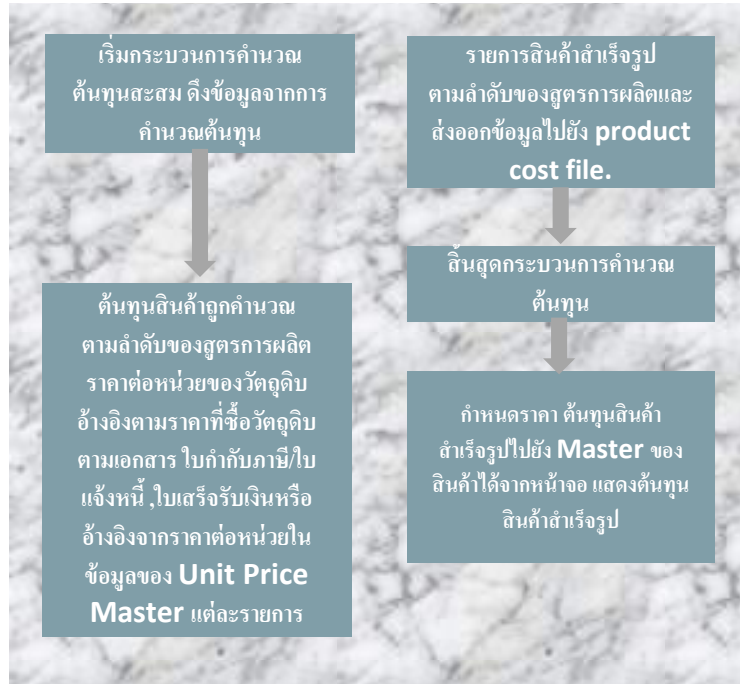 เริ่มกระบวนการคำนวณ
ต้นทุนสะสม ดึงข้อมูลจากการ
คำนวณต้นทุน
ต้นทุนสินค้าถูกคำนวณ
ตามลำดับของสูตรการผลิต
ราคาต่อหน่วยของวัตถุดิบ
อ้างอิงตามราคาที่ซื้อวัตถุดิบ
ตามเอกสาร ใบกำกับภาษี/ใบ
แจ้งหนี้ ,ใบเสร็จรับเงินหรือ
อ้างอิงจากราคาต่อหน่วยใน
ข้อมูลของ Unit Price
Master แต่ละรายการ
รายการสินค้าสำเร็จรูป
ตามลำดับของสูตรการผลิตและ
ส่งออกข้อมูลไปยัง product
cost file.
สิ้นสุดกระบวนการคำนวณ
ต้นทุน
กำหนดราคา ต้นทุนสินค้า
สำเร็จรูปไปยัง Master ของ
สินค้าได้จากหน้าจอ แสดงต้นทุน
สินค้าสำเร็จรูป